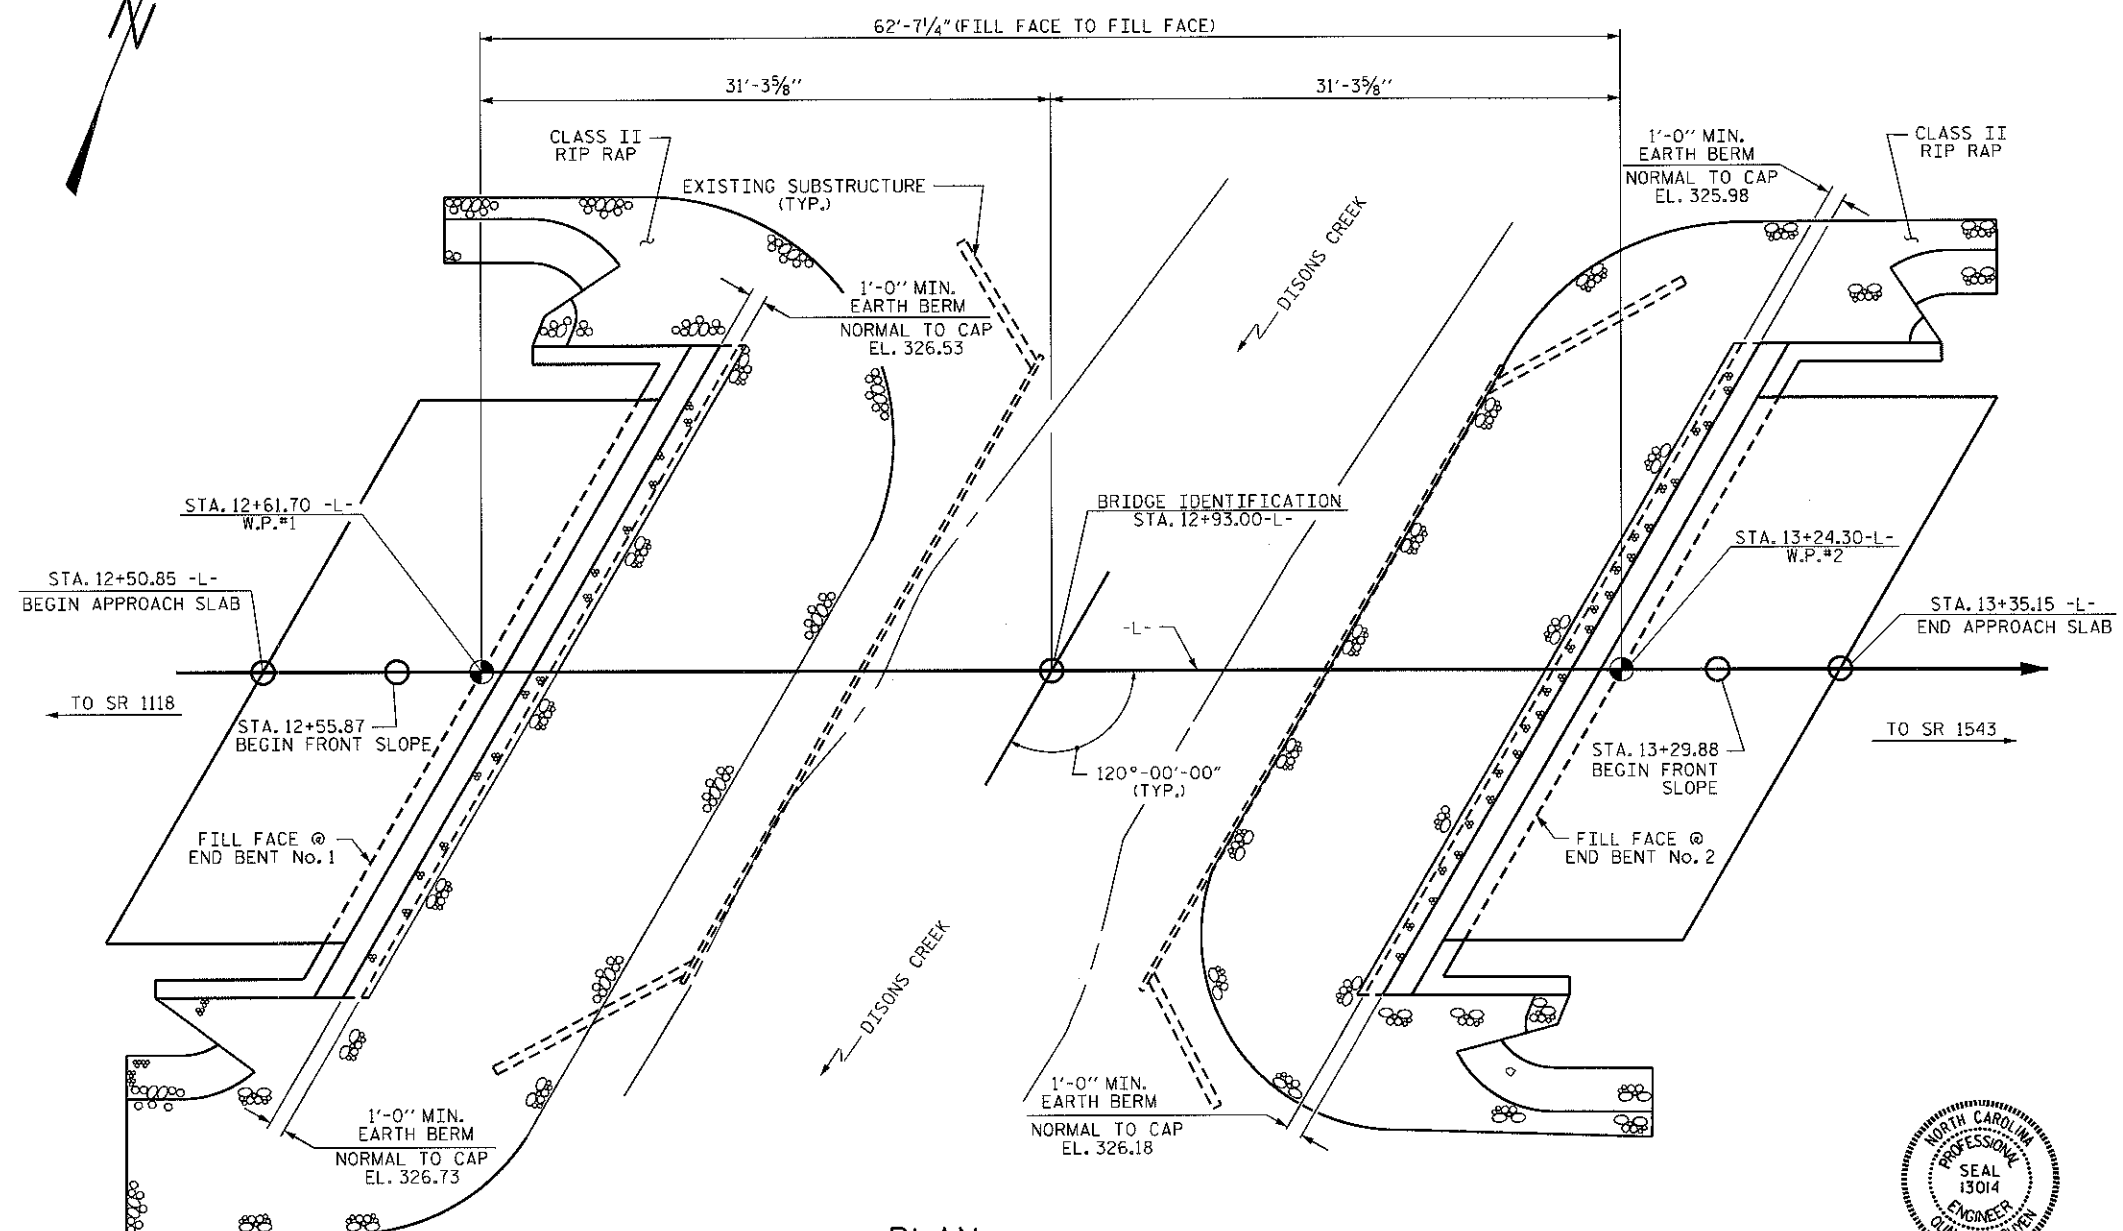 N
62'-7 1/4" (FILL FACE TO FILL FACE)
31'-3 5/8"
31'-3 5/8"
CLASS II
RIP RAP
EXISTING SUBSTRUCTURE
(TYP.)
1'-0" MIN.
EARTH BERM
NORMAL TO CAP
EL. 326.53
DISONS CREEK
1'-0" MIN.
EARTH BERM
NORMAL TO CAP
EL. 325.98
CLASS II
RIP RAP
STA. 12+61.70 -L-
W.P.#1
BRIDGE IDENTIFICATION
STA. 12+93.00-L-
STA. 13+24.30-L-
W.P.#2
STA. 12+50.85 -L-
BEGIN APPROACH SLAB
STA. 13+35.15 -L-
END APPROACH SLAB
-L-
TO SR 1118
STA. 12+55.87
BEGIN FRONT SLOPE
120°-00'-00"
(TYP.)
STA. 13+29.88
BEGIN FRONT
SLOPE
TO SR 1543
FILL FACE @
END BENT No. 1
FILL FACE @
END BENT No. 2
DISONS CREEK
1'-0" MIN.
EARTH BERM
NORMAL TO CAP
EL. 326.73
1'-0" MIN.
EARTH BERM
NORMAL TO CAP
EL. 326.18
NORTH CAROLINA
PROFESSIONAL
SEAL
13014
ENGINEER
PLAN